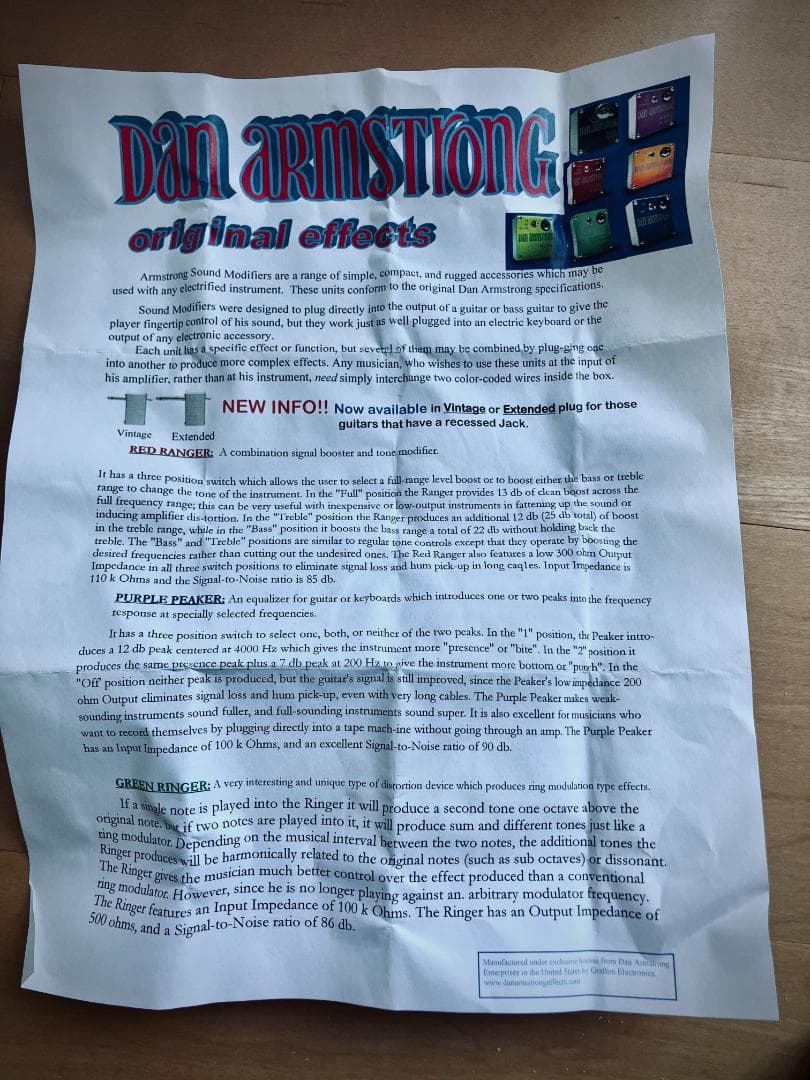 Dan Armstrong
original effects
Armstrong Sound Modifiers are a range of simple, compact, and rugged accessories which may be
used with any electrified instrument. These units conform to the original Dan Armstrong specifications.
Sound Modifiers were designed to plug directly into the output of a guitar or bass guitar to give the
player fingertip control of his sound, but they work just as well plugged into an electric keyboard or the
output of any electronic accessory.
Each unit has a specific effect or function, but several of them may be combined by plug-ging one
into another to produce more complex effects. Any musician, who wishes to use these units at the input of
his amplifier, rather than at his instrument, need simply interchange two color-coded wires inside the box.
NEW INFO!! Now available in Vintage or Extended plug for those
guitars that have a recessed Jack.
Vintage Extended
RED RANGER: A combination signal booster and tone modifier.
It has a three position switch which allows the user to select a full-range level boost or to boost either the bass or treble
range to change the tone of the instrument. In the "Full" position the Ranger provides 13 db of clean boost across the
full frequency range; this can be very useful with inexpensive or low-output instruments in fattening up the sound or
inducing amplifier dis-tortion. In the "Treble" position the Ranger produces an additional 12 db (25 db total) of boost
in the treble range, while in the "Bass" position it boosts the bass range a total of 22 db without holding back the
treble. The "Bass" and "Treble" positions are similar to regular tone controls except that they operate by boosting the
desired frequencies rather than cutting out the undesired ones. The Red Ranger also features a low 300 ohm Output
Impedance in all three switch positions to eliminate signal loss and hum pick-up in long caqles. Input Impedance is
110 k Ohms and the Signal-to-Noise ratio is 85 db.
PURPLE PEAKER: An equalizer for guitar or keyboards which introduces one or two peaks into the frequency
response at specially selected frequencies.
It has a three position switch to select one, both, or neither of the two peaks. In the "1" position, the Peaker intro-
duces a 12 db peak centered at 4000 Hz which gives the instrument more "presence" or "bite". In the "2" position it
produces the same presence peak plus a 7 db peak at 200 Hz to give the instrument more bottom or "punch". In the
"Off position neither peak is produced, but the guitar's signal is still improved, since the Peaker's low impedance 200
ohm Output eliminates signal loss and hum pick-up, even with very long cables. The Purple Peaker makes weak-
sounding instruments sound fuller, and full-sounding instruments sound super. It is also excellent for musicians who
want to record themselves by plugging directly into a tape mach-ine without going through an amp. The Purple Peaker
has an Input Impedance of 100 k Ohms, and an excellent Signal-to-Noise ratio of 90 db.
GREEN RINGER: A very interesting and unique type of distortion device which produces ring modulation type effects.
If a single note is played into the Ringer it will produce a second tone one octave above the
original note. but if two notes are played into it, it will produce sum and different tones just like a
ring modulator. Depending on the musical interval between the two notes, the additional tones the
Ringer produces will be harmonically related to the original notes (such as sub octaves) or dissonant.
The Ringer gives the musician much better control over the effect produced than a conventional
ring modulator. However, since he is no longer playing against an. arbitrary modulator frequency.
The Ringer features an Input Impedance of 100 k Ohms. The Ringer has an Output Impedance of
500 ohms, and a Signal-to-Noise ratio of 86 db.
Manufactured under exclusive license from Dan Armstrong
Enterprises in the United States by Grafton Electronics.
www.danarmstrongeffects.com